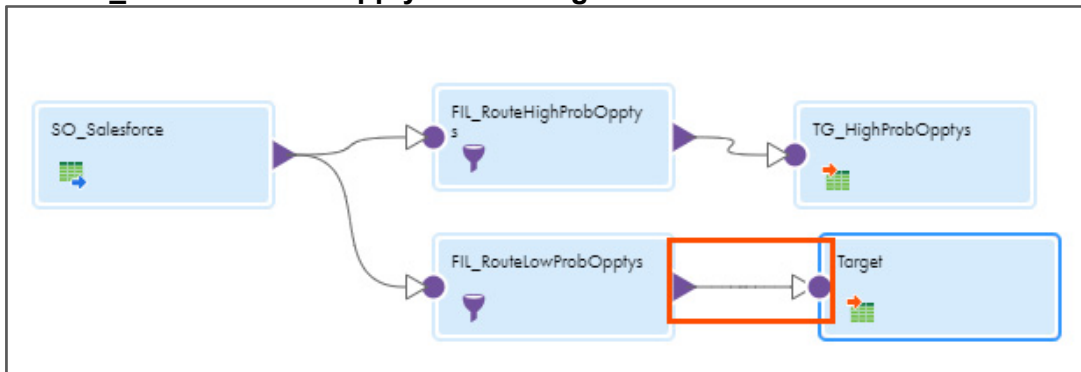 SO_Salesforce
FIL_RouteHighProbOppty
s
TG_HighProbOpptys
FIL_RouteLowProbOpptys
Target